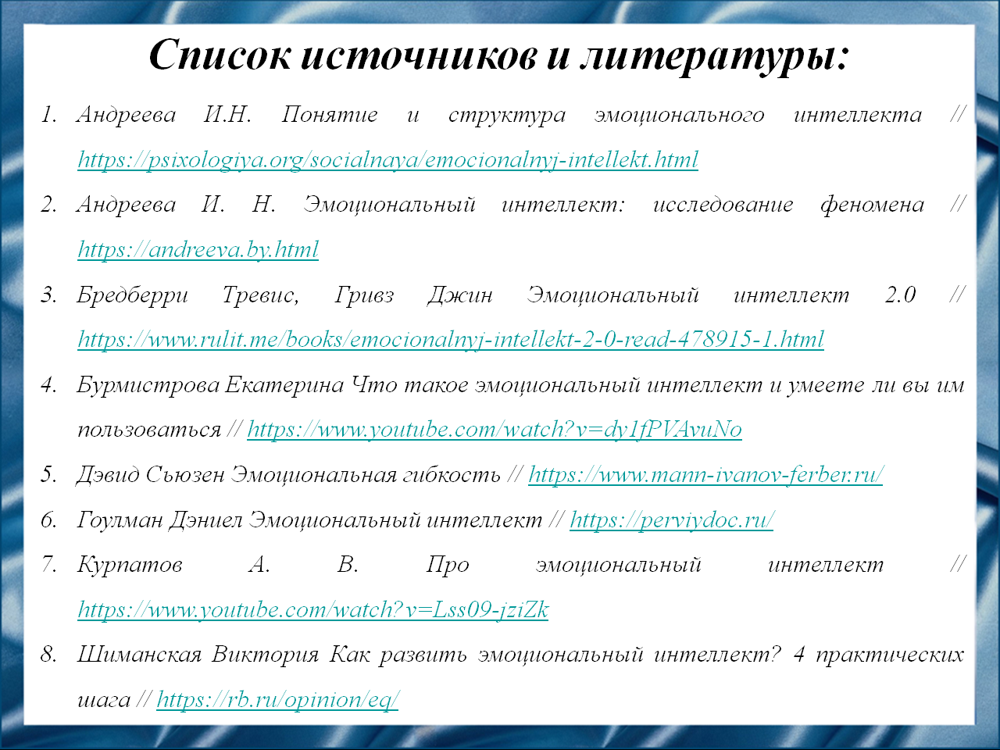 Список источников и литературы:
1. Андреева И.Н. Понятие и структура эмоционального интеллекта //
https://psixologiya.org/socialnaya/emocionalnyj-intellekt.html
2. Андреева И. Н. Эмоциональный интеллект: исследование феномена //
https://andreeva.by.html
3. Бредберри Тревис, Гривз Джин Эмоциональный интеллект 2.0 //
https://www.rulit.me/books/emocionalnyj-intellekt-2-0-read-478915-1.html
4. Бурмистрова Екатерина Что такое эмоциональный интеллект и умеете ли вы им
пользоваться // https://www.youtube.com/watch?v=dy1fPVAvuNo
5. Дэвид Сьюзен Эмоциональная гибкость // https://www.mann-ivanov-ferber.ru/
6. Гоулман Дэниел Эмоциональный интеллект // https://perviydoc.ru/
7. Курпатов А. В. Про эмоциональный интеллект //
https://www.youtube.com/watch?v=Lss09-jziZk
8. Шиманская Виктория Как развить эмоциональный интеллект? 4 практических
шага // https://rb.ru/opinion/eq/